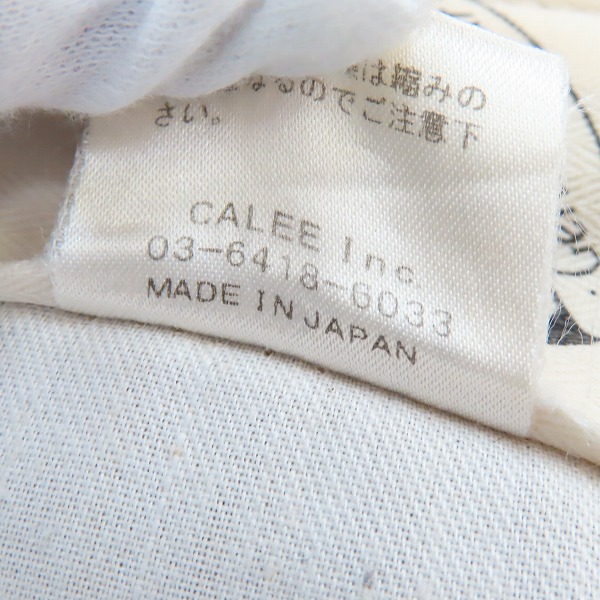 は縮みの
なるのでご注意下
さい。
CALEE Inc.
03-6418-6033
MADE IN JAPAN